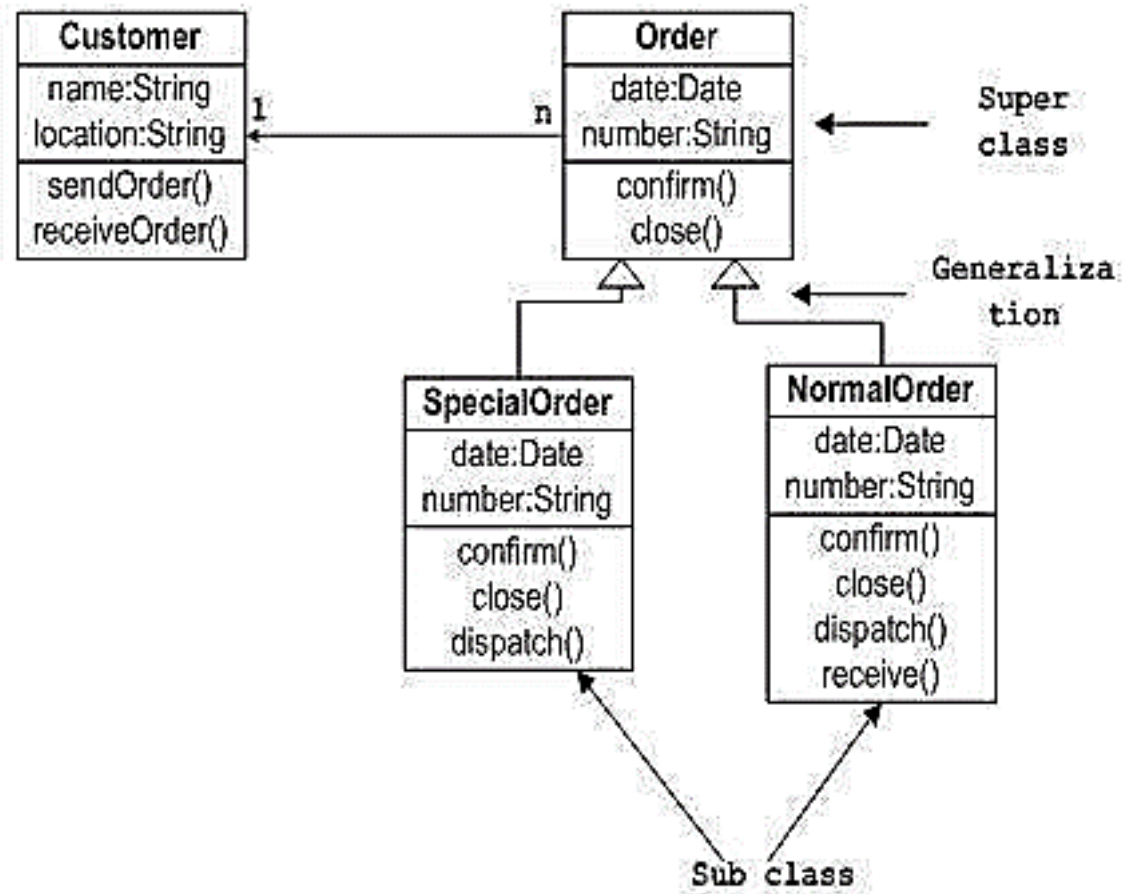 Customer
name:String
location:String
sendOrder()
receiveOrder()
1
n
Order
date:Date
number:String
confirm()
close()
Super
class
Generaliza
tion
SpecialOrder
date:Date
number:String
confirm()
close()
dispatch()
NormalOrder
date:Date
number:String
confirm()
close()
dispatch()
receive()
Sub class